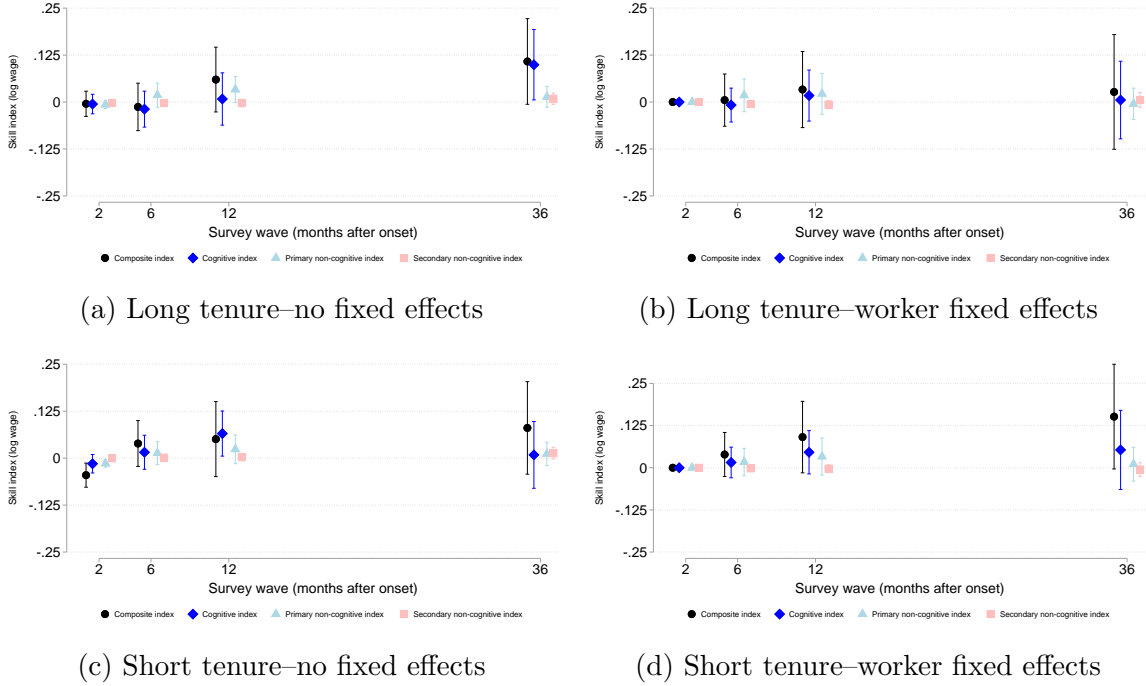 .25
.125
0
-.125
-.25
Skill index (log wage)
2 6 12 36
Survey wave (months after onset)
Composite index Cognitive index Primary non-cognitive index Secondary non-cognitive index
(a) Long tenure–no fixed effects
.25
.125
0
-.125
-.25
Skill index (log wage)
2 6 12 36
Survey wave (months after onset)
Composite index Cognitive index Primary non-cognitive index Secondary non-cognitive index
(b) Long tenure–worker fixed effects
.25
.125
0
-.125
-.25
Skill index (log wage)
2 6 12 36
Survey wave (months after onset)
Composite index Cognitive index Primary non-cognitive index Secondary non-cognitive index
(c) Short tenure–no fixed effects
.25
.125
0
-.125
-.25
Skill index (log wage)
2 6 12 36
Survey wave (months after onset)
Composite index Cognitive index Primary non-cognitive index Secondary non-cognitive index
(d) Short tenure–worker fixed effects